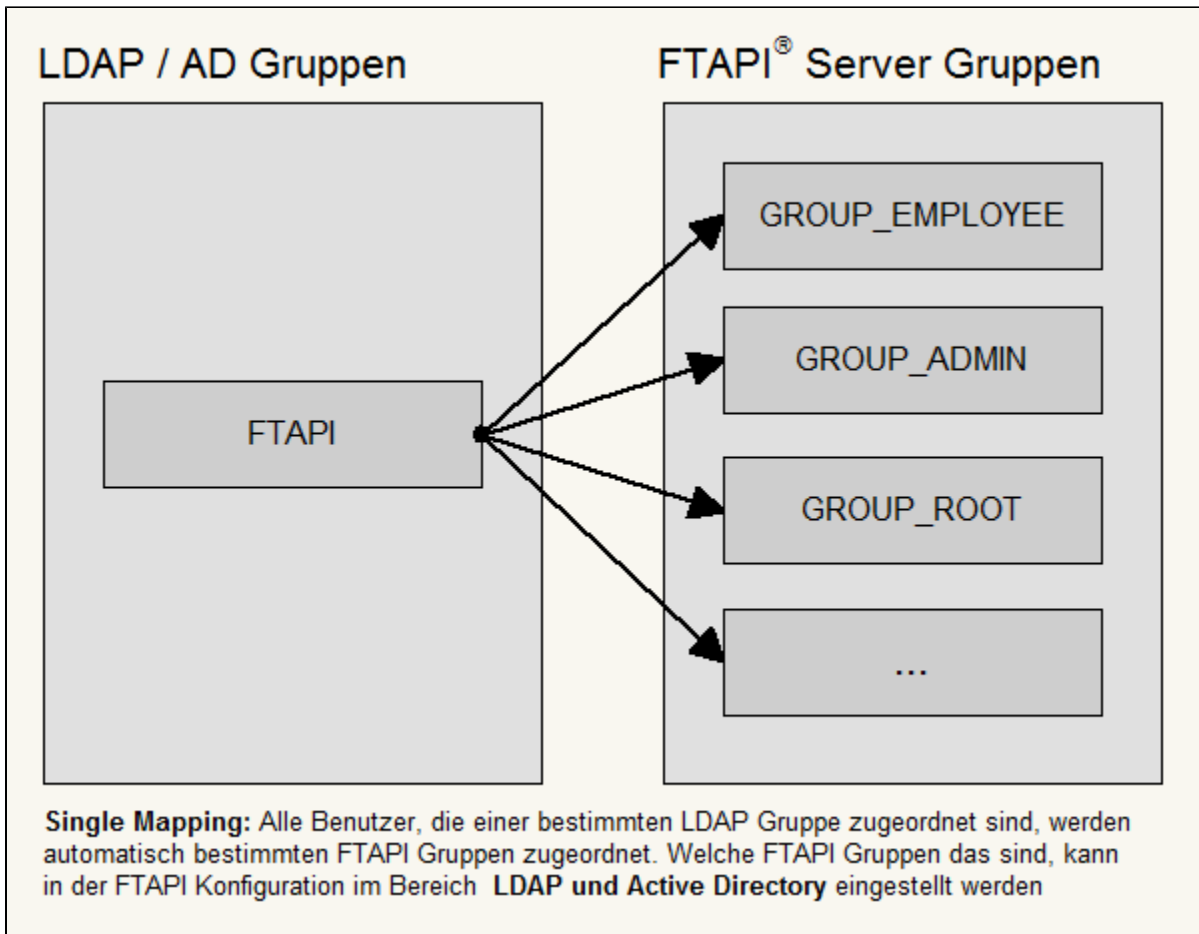 LDAP / AD Gruppen
FTAPI® Server Gruppen
GROUP_EMPLOYEE
GROUP_ADMIN
FTAPI
GROUP_ROOT
...
Single Mapping: Alle Benutzer, die einer bestimmten LDAP Gruppe zugeordnet sind, werden
automatisch bestimmten FTAPI Gruppen zugeordnet. Welche FTAPI Gruppen das sind, kann
in der FTAPI Konfiguration im Bereich LDAP und Active Directory eingestellt werden